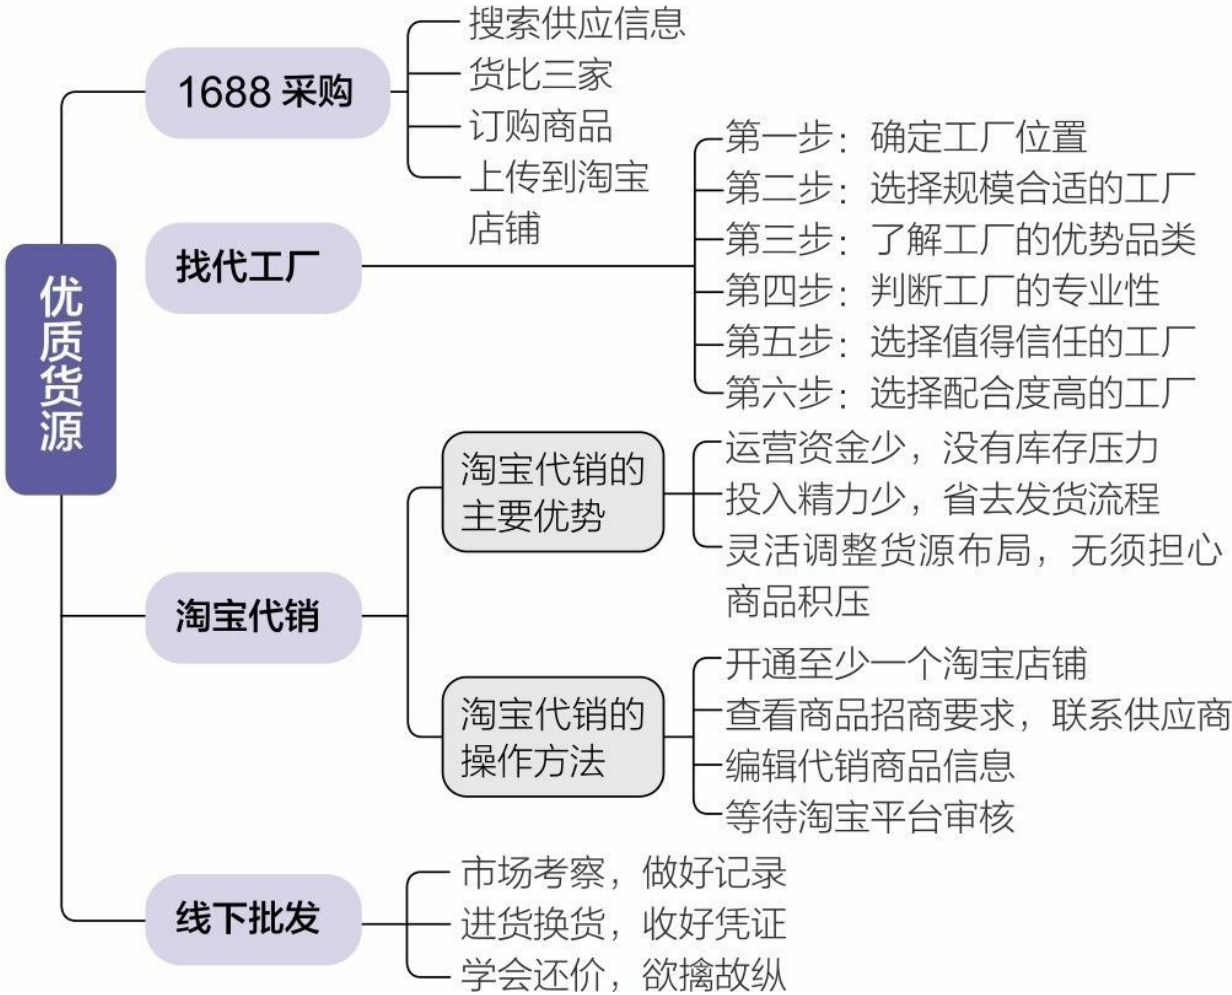 优质货源
1688 采购
搜索供应信息
货比三家
订购商品
上传到淘宝
店铺
找代工厂
第一步：确定工厂位置
第二步：选择规模合适的工厂
第三步：了解工厂的优势品类
第四步：判断工厂的专业性
第五步：选择值得信任的工厂
第六步：选择配合度高的工厂
淘宝代销
淘宝代销的
主要优势
运营资金少，没有库存压力
投入精力少，省去发货流程
灵活调整货源布局，无须担心
商品积压
淘宝代销的
操作方法
开通至少一个淘宝店铺
查看商品招商要求，联系供应商
编辑代销商品信息
等待淘宝平台审核
线下批发
市场考察，做好记录
进货换货，收好凭证
学会还价，欲擒故纵